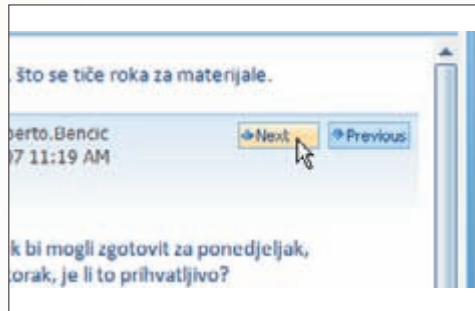 što se tiče roka za materijale.
berto.Bencic
Next Previous
07 11:19 AM
k bi mogli zgotovit za ponedjeljak,
torak, je li to prihvatljivo?